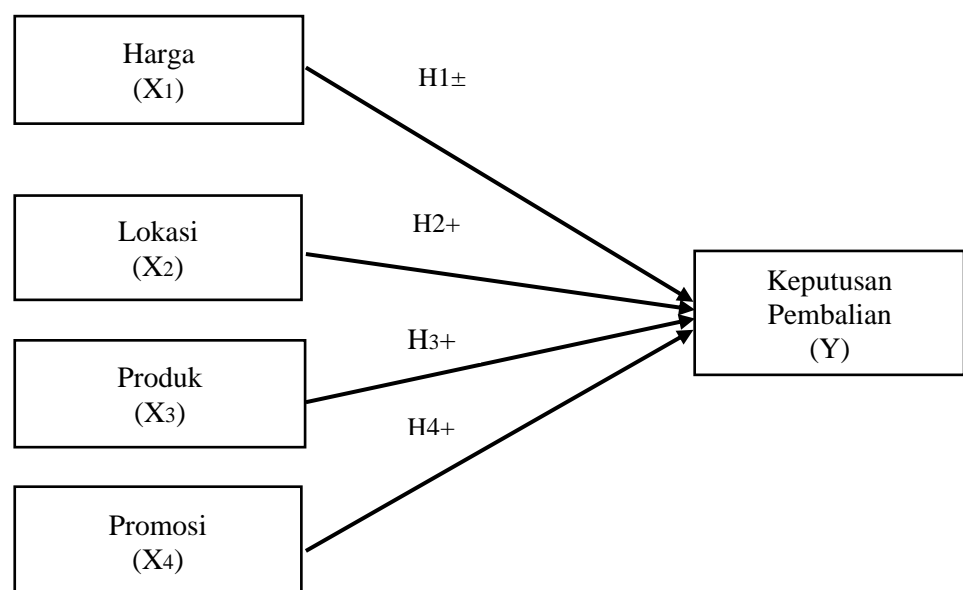 Harga
(X1)
H1±
Lokasi
(X2)
H2+
Keputusan
Pembalian
(Y)
Produk
(X3)
H3+
H4+
Promosi
(X4)